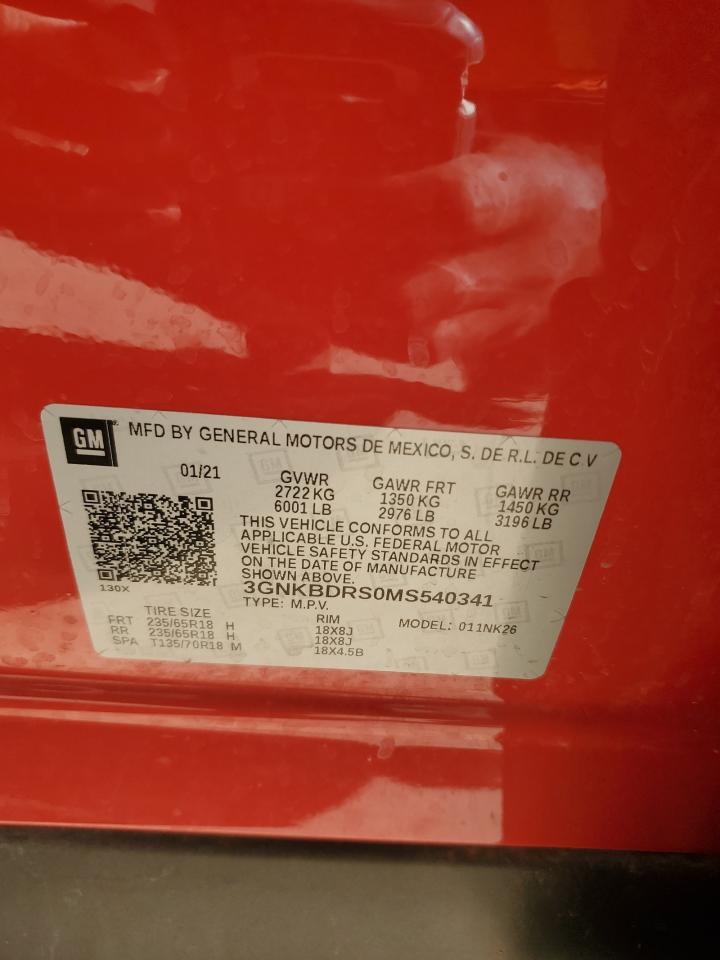 GM MFD BY GENERAL MOTORS DE MEXICO, S. DE R.L. DE C V
01/21 GVWR GAWR FRT GAWR RR
2722 KG 1350 KG 1450 KG
6001 LB 2976 LB 3196 LB
THIS VEHICLE CONFORMS TO ALL
APPLICABLE U.S. FEDERAL MOTOR
VEHICLE SAFETY STANDARDS IN EFFECT
ON THE DATE OF MANUFACTURE
SHOWN ABOVE.
130X
3GNKBDRS0MS540341
TYPE: M.P.V. MODEL: 011NK26
TIRE SIZE RIM
FRT 235/65R18 H 18X8J
RR 235/65R18 H 18X8J
SPA T135/70R18 M 18X4.5B